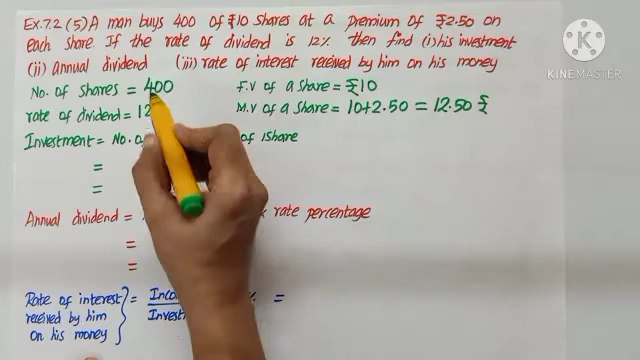 Ex.7.2 (5) A man buys 400 of ₹10 shares at a premium of ₹2.50 on
each share. If the rate of dividend is 12% then find (i) his investment
(ii) annual dividend (iii) rate of interest received by him on his money
No. of shares = 400 F.V of a share = ₹10
rate of dividend = 12 M.V of a share = 10+2.50 = 12.50 ₹
Investment = No. of of 1share
=
=
Annual dividend = rate percentage
=
=
Rate of interest
received by him
on his money
= Inco % =
Invest
KINEMASTER